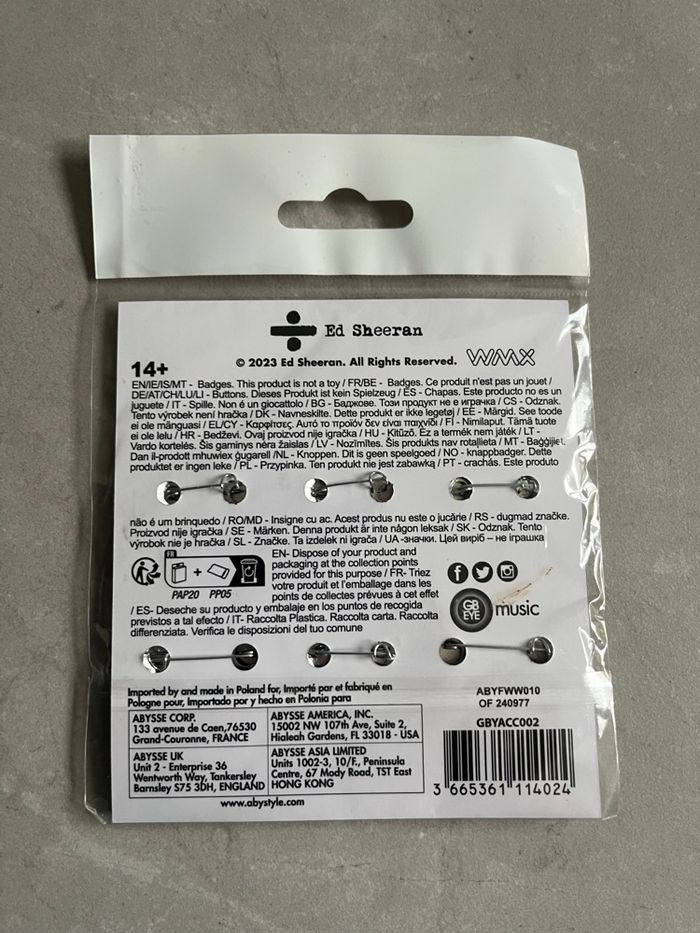 ÷ Ed Sheeran
© 2023 Ed Sheeran. All Rights Reserved. WMX
14+
EN/IE/IS/MT - Badges. This product is not a toy / FR/BE - Badges. Ce produit n'est pas un jouet /
DE/AT/CH/LU/LI - Buttons. Dieses Produkt ist kein Spielzeug / ES - Chapas. Este producto no es un
juguete / IT - Spille. Non é un giocattolo / BG - Баджове. Този продукт не е играчка / CS - Odznak.
Tento výrobek není hračka / DK - Navneskilte. Dette produkt er ikke legetøj / EE - Märgid. See toode
ei ole mänguasi / EL/CY - Καρφίτσες. Αυτό το προϊόν δεν είναι παιχνίδι / FI - Nimilaput. Tämä tuote
ei ole lelu / HR - Bedževi. Ovaj proizvod nije igračka / HU - Kitűző. Ez a termék nem játék / LT -
Vardo kortelės. Šis gaminys nėra žaislas / LV - Nozīmītes. Šis produkts nav rotaļlieta / MT - Baġġijiet.
Dan il-prodott mhuwiex ġugarell /NL - Knoppen. Dit is geen speelgoed / NO - knappbadger. Dette
produktet er ingen leke / PL - Przypinka. Ten produkt nie jest zabawką / PT - crachás. Este produto
não é um brinquedo / RO/MD - Insigne cu ac. Acest produs nu este o jucărie / RS - dugmad značke.
Proizvod nije igračka / SE - Märken. Denna produkt är inte någon leksak / SK - Odznak. Tento
výrobok nie je hračka / SL - Značke. Ta izdelek ni igrača / UA -значки. Цей виріб – не іграшка
FR
PAP20 PP05
EN- Dispose of your product and
packaging at the collection points
provided for this purpose / FR- Triez
votre produit et l'emballage dans les
points de collectes prévues à cet effet
/ ES- Deseche su producto y embalaje en los puntos de recogida
previstos a tal efecto / IT- Raccolta Plastica. Raccolta carta. Raccolta
differenziata. Verifica le disposizioni del tuo comune
GB EYE music
Imported by and made in Poland for, Importé par et fabriqué en
Pologne pour, Importado por y hecho en Polonia para
ABYSSE CORP.
133 avenue de Caen,76530
Grand-Couronne, FRANCE
ABYSSE AMERICA, INC.
15002 NW 107th Ave, Suite 2,
Hialeah Gardens, FL 33018 - USA
ABYSSE UK
Unit 2 - Enterprise 36
Wentworth Way, Tankersley
Barnsley S75 3DH, ENGLAND
ABYSSE ASIA LIMITED
Units 1002-3, 10/F., Peninsula
Centre, 67 Mody Road, TST East
HONG KONG
www.abystyle.com
ABYFWW010
OF 240977
GBYACC002
3 665361 114024